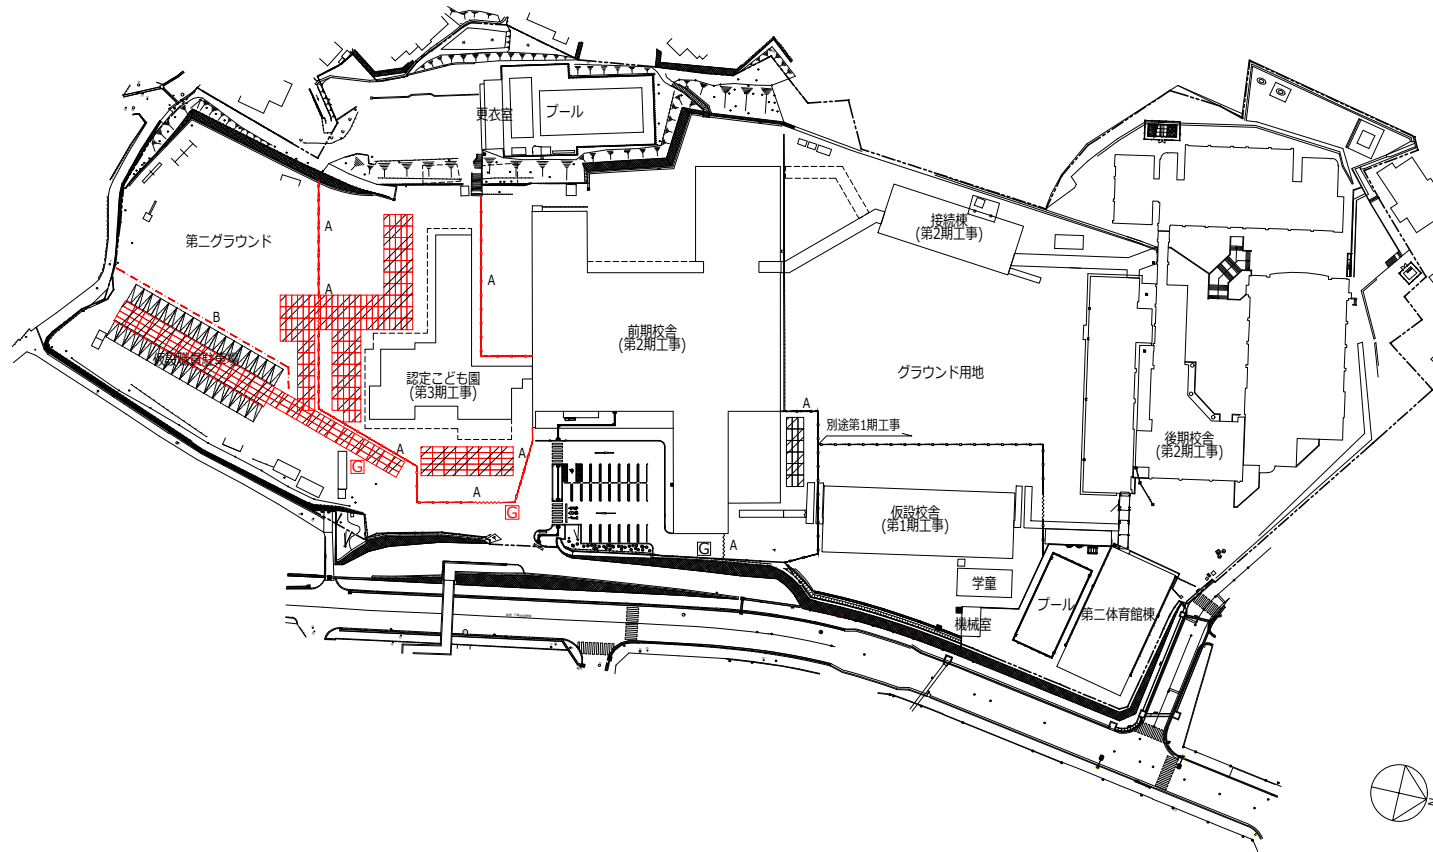 更衣室
プール
第二グラウンド
A
A
A
B
接続棟
(第2期工事)
前期校舎
(第2期工事)
グラウンド用地
認定こども園
(第3期工事)
A
別途第1期工事
後期校舎
(第2期工事)
A
A
G
A
G
仮設校舎
(第1期工事)
G
A
学童
プール
機械室
第二体育館棟
N